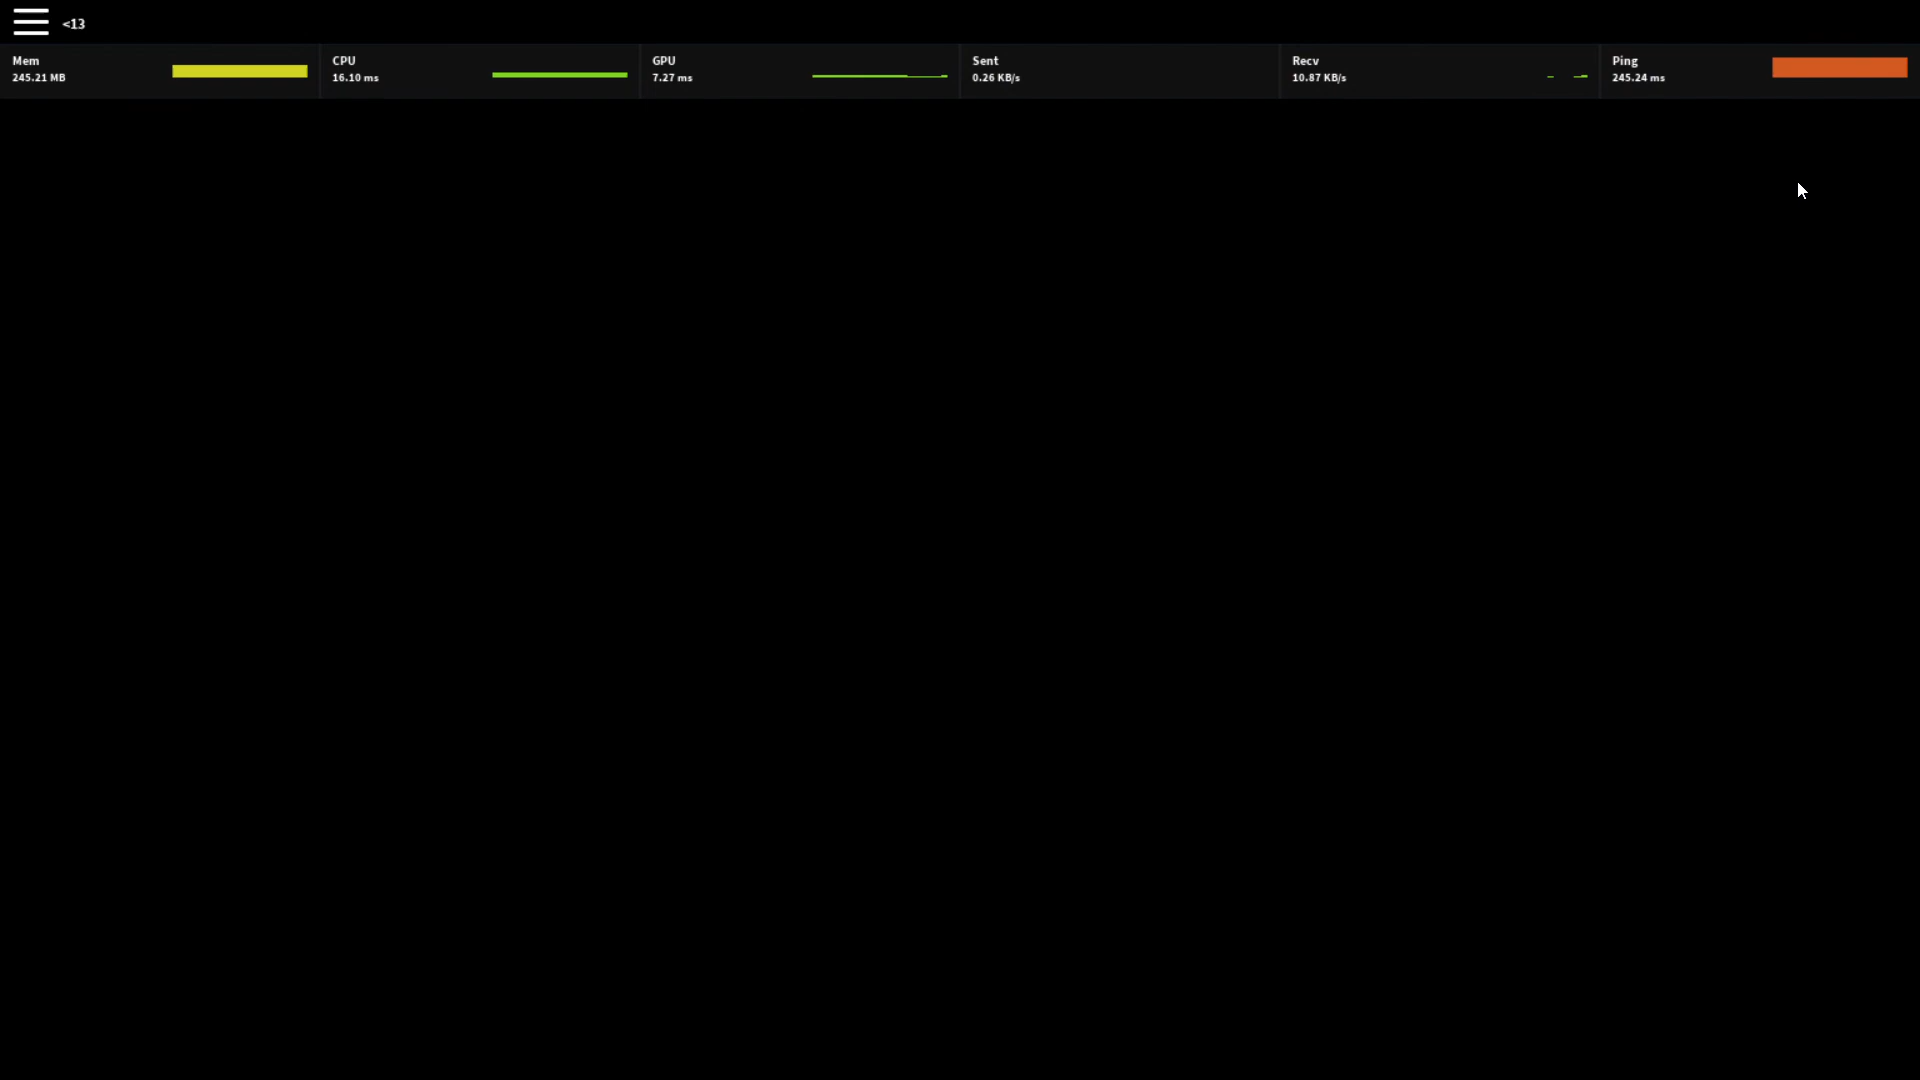 <13
Mem
245.21 MB
CPU
16.10 ms
GPU
7.27 ms
Sent
0.26 KB/s
Recv
10.87 KB/s
Ping
245.24 ms